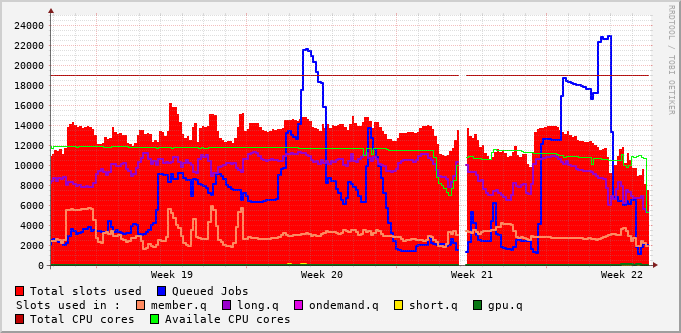 24000
22000
20000
18000
16000
14000
12000
10000
8000
6000
4000
2000
0
Week 19 Week 20 Week 21 Week 22
Total slots used Queued Jobs
Slots used in : member.q long.q ondemand.q short.q gpu.q
Total CPU cores Availale CPU cores
RRDTOOL / TOBI OETIKER